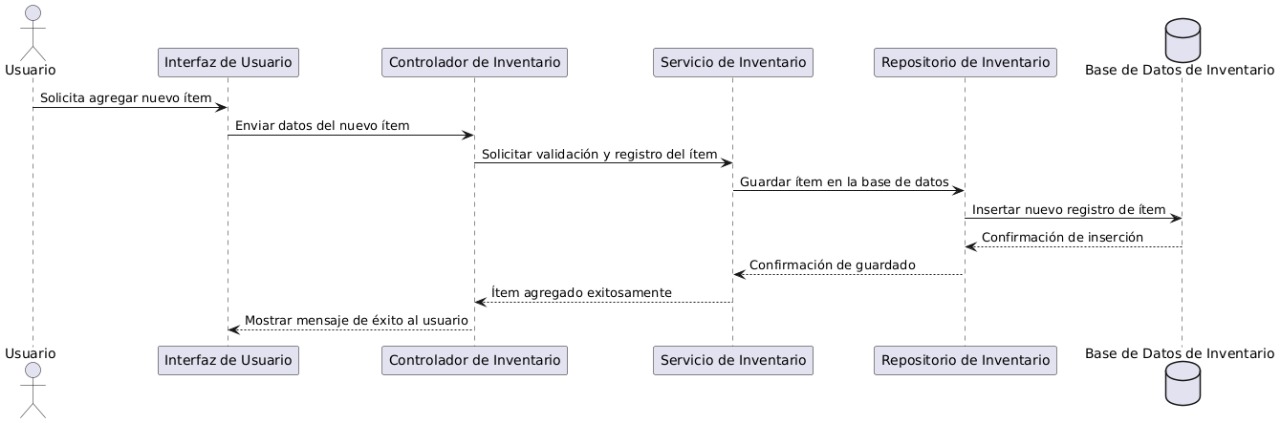 Usuario
Interfaz de Usuario
Controlador de Inventario
Servicio de Inventario
Repositorio de Inventario
Base de Datos de Inventario
Solicita agregar nuevo ítem
Enviar datos del nuevo ítem
Solicitar validación y registro del ítem
Guardar ítem en la base de datos
Insertar nuevo registro de ítem
Confirmación de inserción
Confirmación de guardado
Ítem agregado exitosamente
Mostrar mensaje de éxito al usuario
Usuario
Interfaz de Usuario
Controlador de Inventario
Servicio de Inventario
Repositorio de Inventario
Base de Datos de Inventario